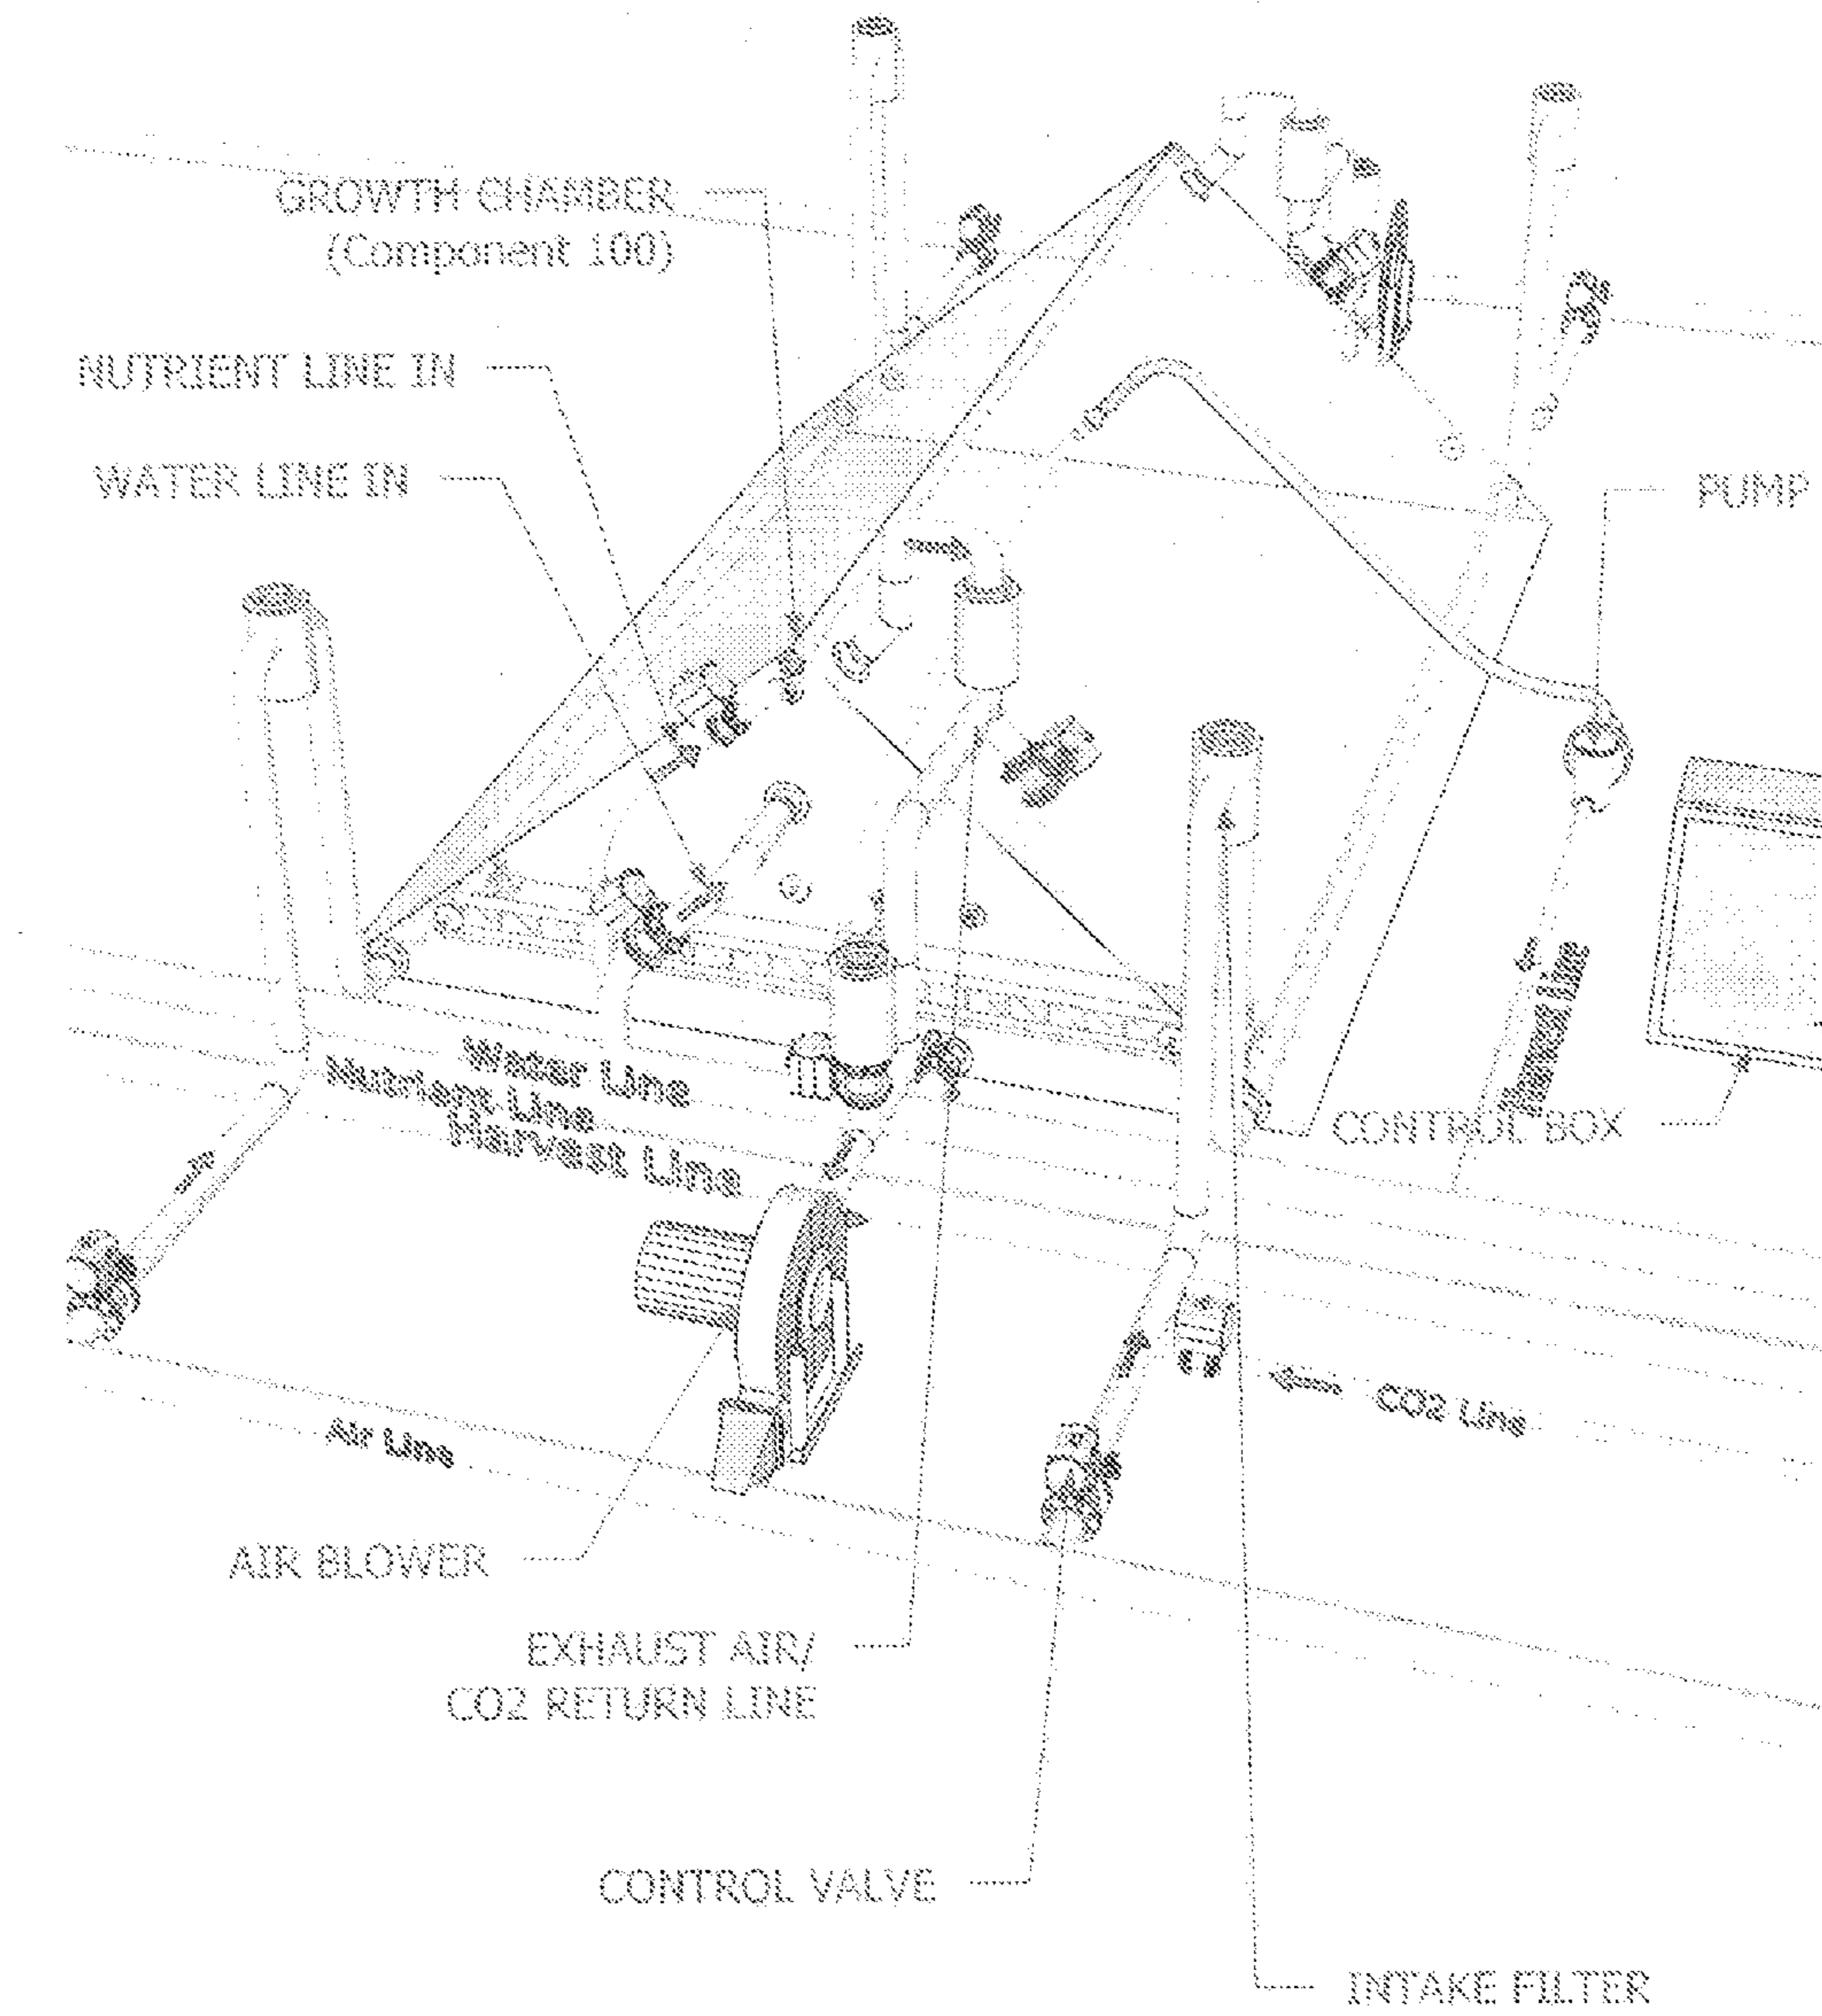 GROWTH CHAMBER
(Component 100)
NUTRIENT LINE IN
WATER LINE IN
PUMP
Water Line
Nutrient Line
Harvest Line
CONTROL BOX
CO2 Line
Air Line
AIR BLOWER
EXHAUST AIR/
CO2 RETURN LINE
CONTROL VALVE
INTAKE FILTER